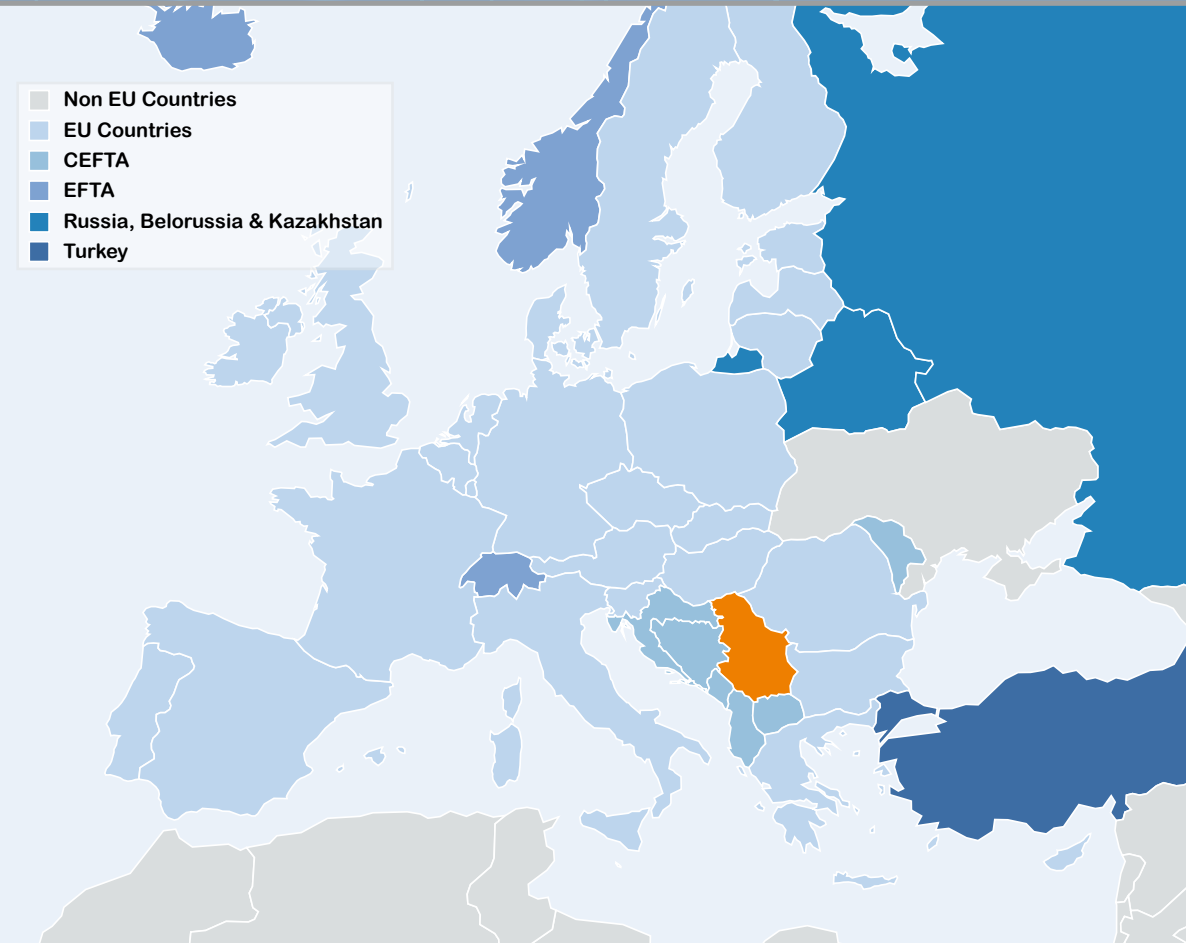 Non EU Countries
EU Countries
CEFTA
EFTA
Russia, Belorussia & Kazakhstan
Turkey